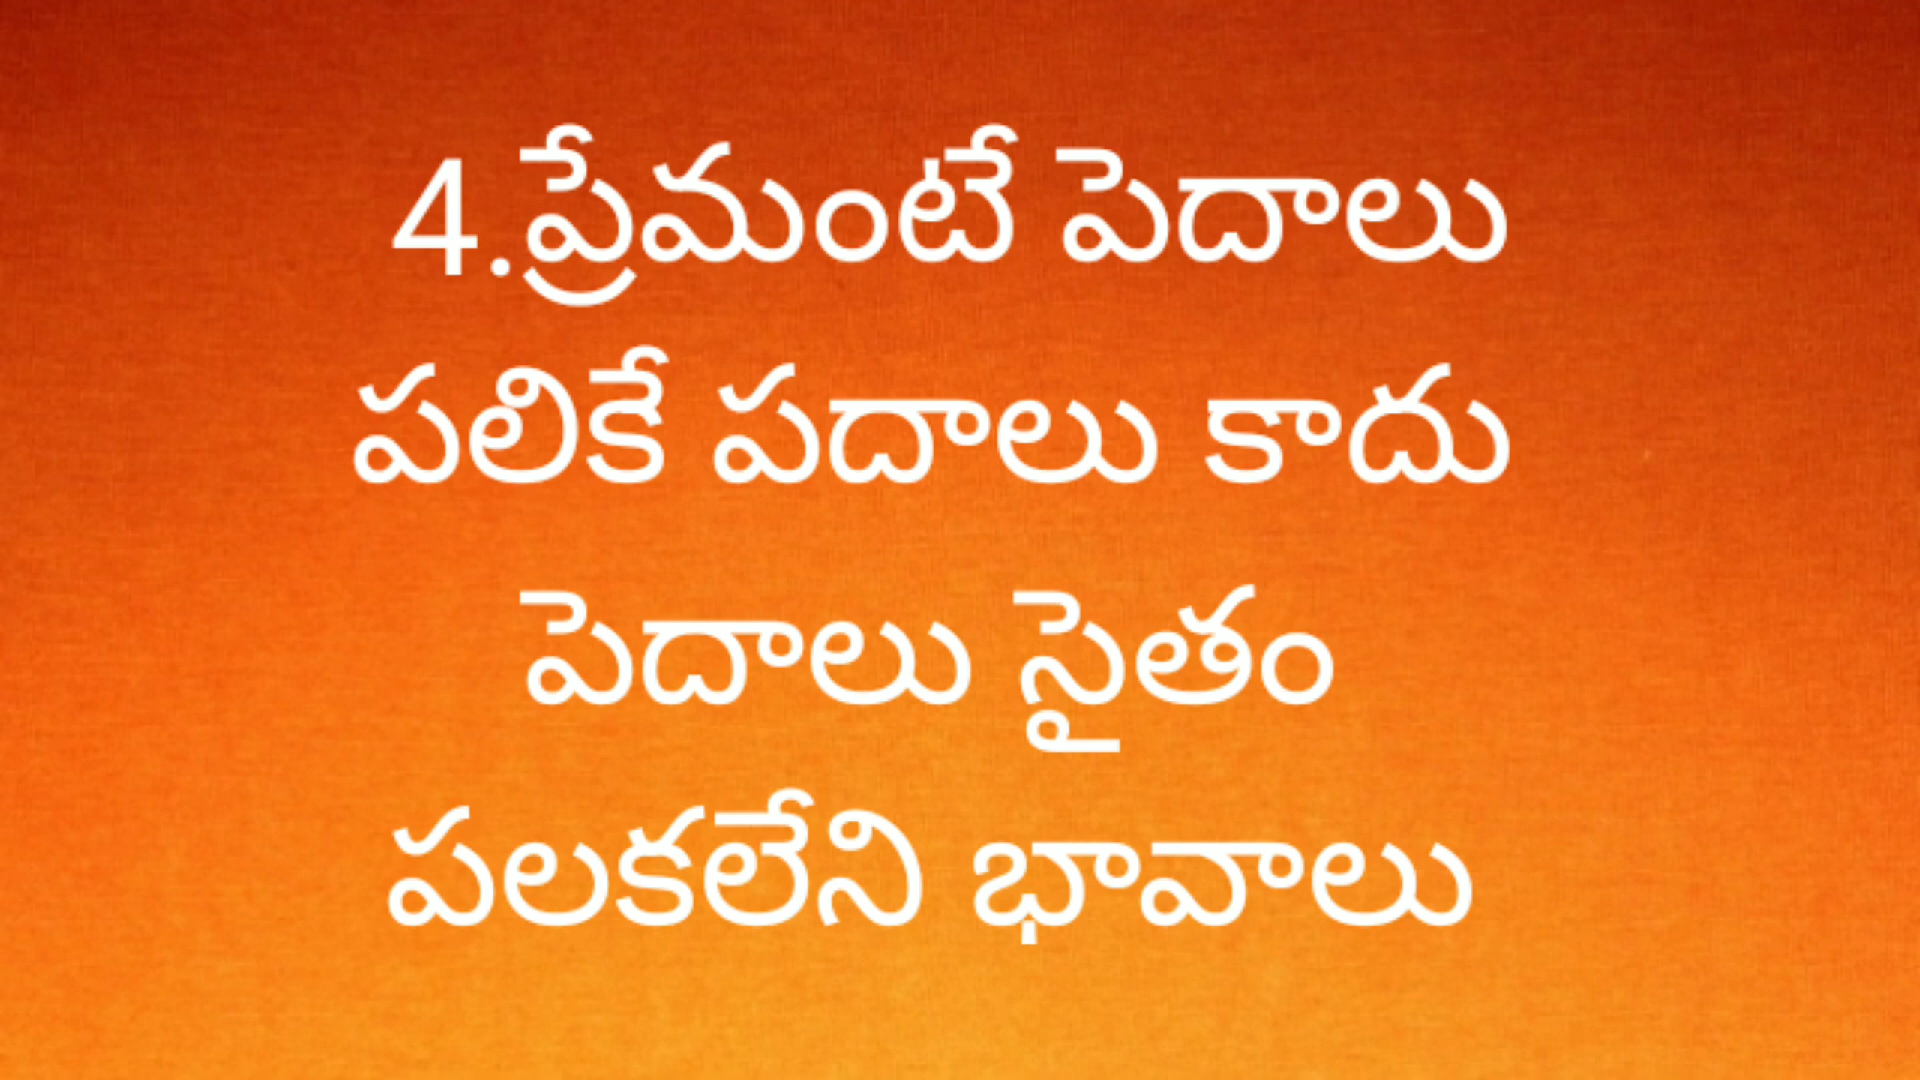 4.ప్రేమంటే పెదాలు
పలికే పదాలు కాదు
పెదాలు సైతం
పలకలేని భావాలు